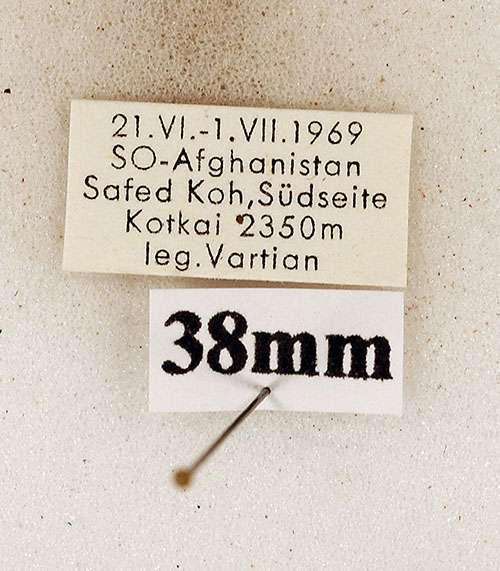 21.VI.-1.VII.1969
SO-Afghanistan
Safed Koh,Südseite
Kotkai 2350m
leg.Vartian
38mm